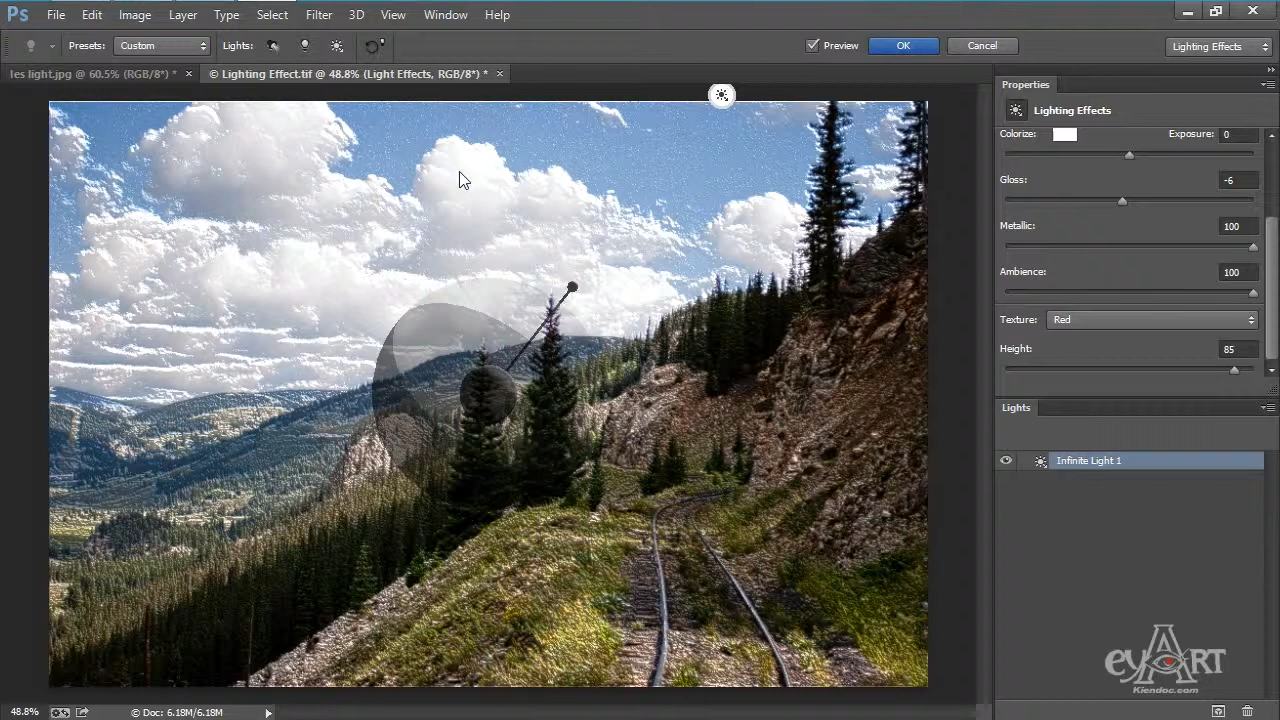 Ps File Edit Image Layer Type Select Filter 3D View Window Help
Presets: Custom Lights: Preview OK Cancel Lighting Effects
les light.jpg @ 60.5% (RGB/8*) * × © Lighting Effect.tif @ 48.8% (Light Effects, RGB/8*) * ×
Properties
Lighting Effects
Colorize: Exposure: 0
Gloss: -6
Metallic: 100
Ambience: 100
Texture: Red
Height: 85
Lights
Infinite Light 1
eyART
Kiendoc.com
48.8% © Doc: 6.18M/6.18M